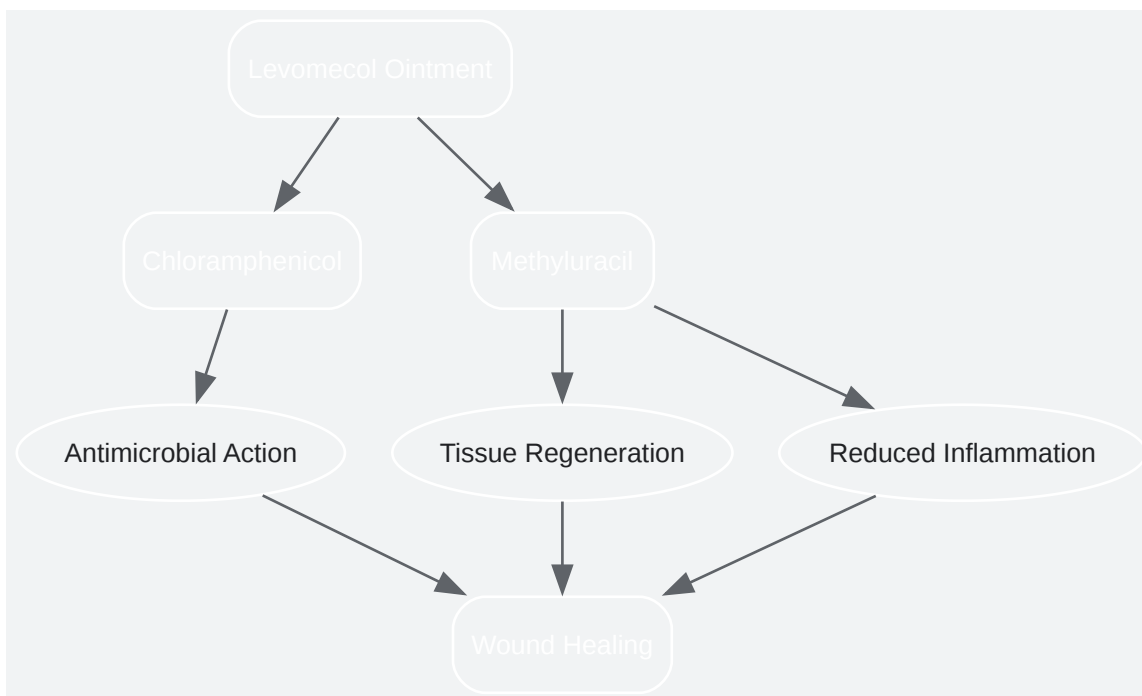 Levomecol Ointment
Chloramphenicol
Methyluracil
Antimicrobial Action
Tissue Regeneration
Reduced Inflammation
Wound Healing